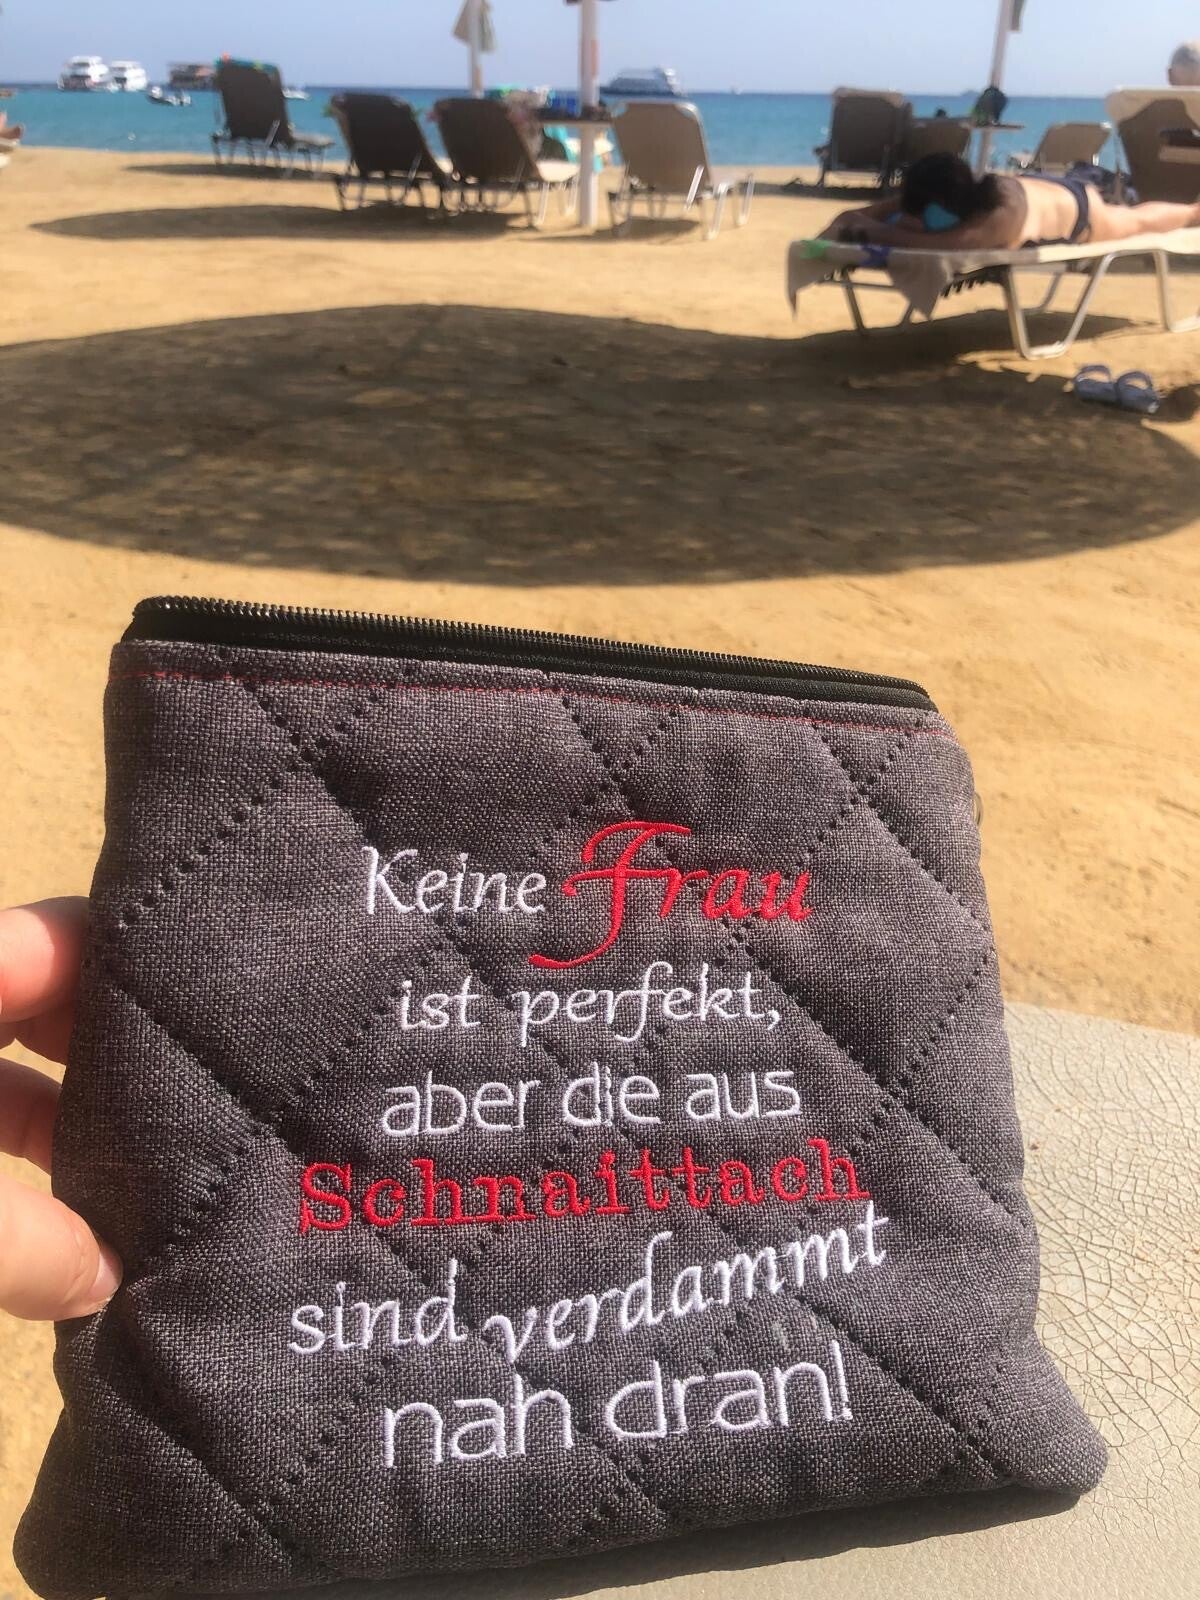 Keine Frau
ist perfekt,
aber die aus
Schnaittach
sind verdammt
nah dran!